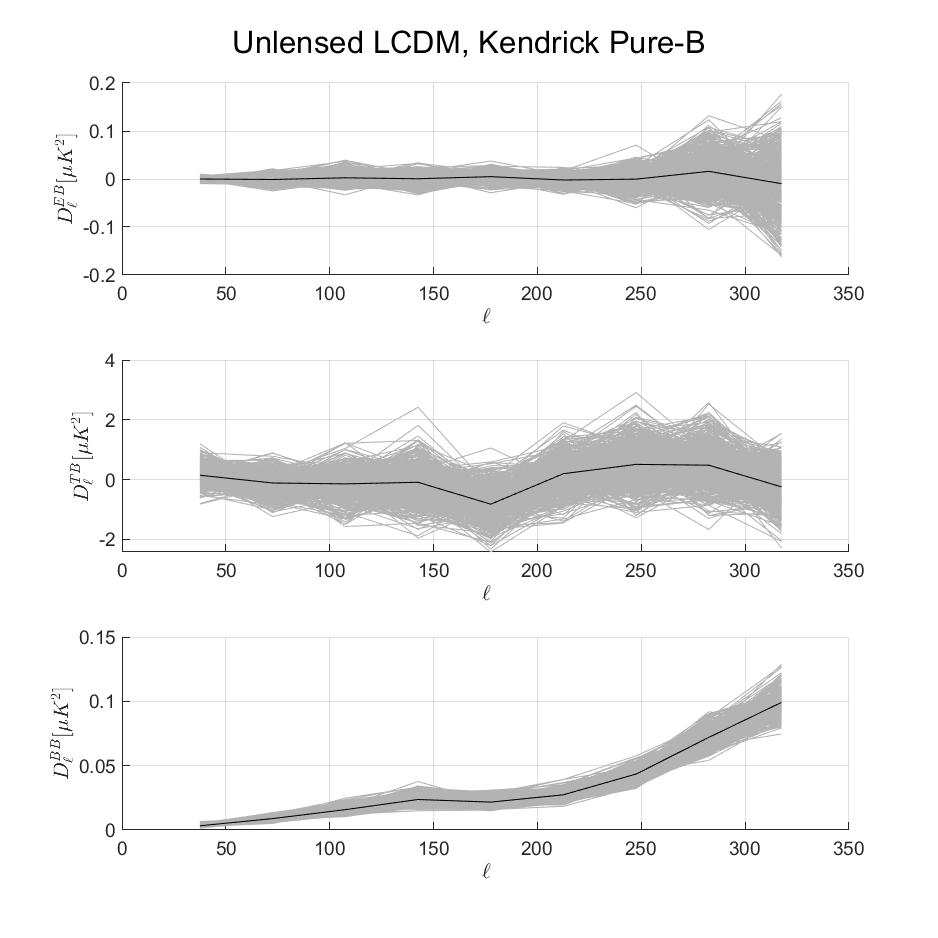 Unlensed LCDM, Kendrick Pure-B
0.2
0.1
0
-0.1
-0.2
D_ℓ^{EB}[μK^2]
0 50 100 150 200 250 300 350
ℓ
4
2
0
-2
D_ℓ^{TB}[μK^2]
0 50 100 150 200 250 300 350
ℓ
0.15
0.1
0.05
0
D_ℓ^{BB}[μK^2]
0 50 100 150 200 250 300 350
ℓ